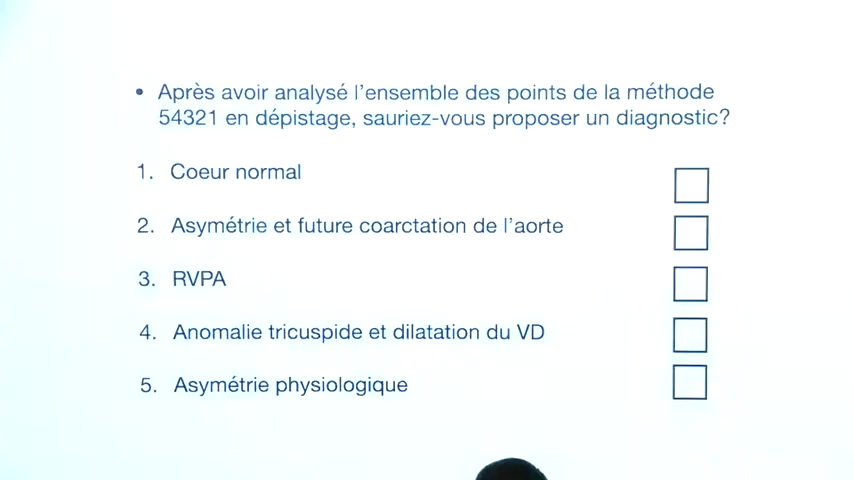 • Après avoir analysé l'ensemble des points de la méthode
54321 en dépistage, sauriez-vous proposer un diagnostic?
1. Coeur normal
2. Asymétrie et future coarctation de l'aorte
3. RVPA
4. Anomalie tricuspide et dilatation du VD
5. Asymétrie physiologique